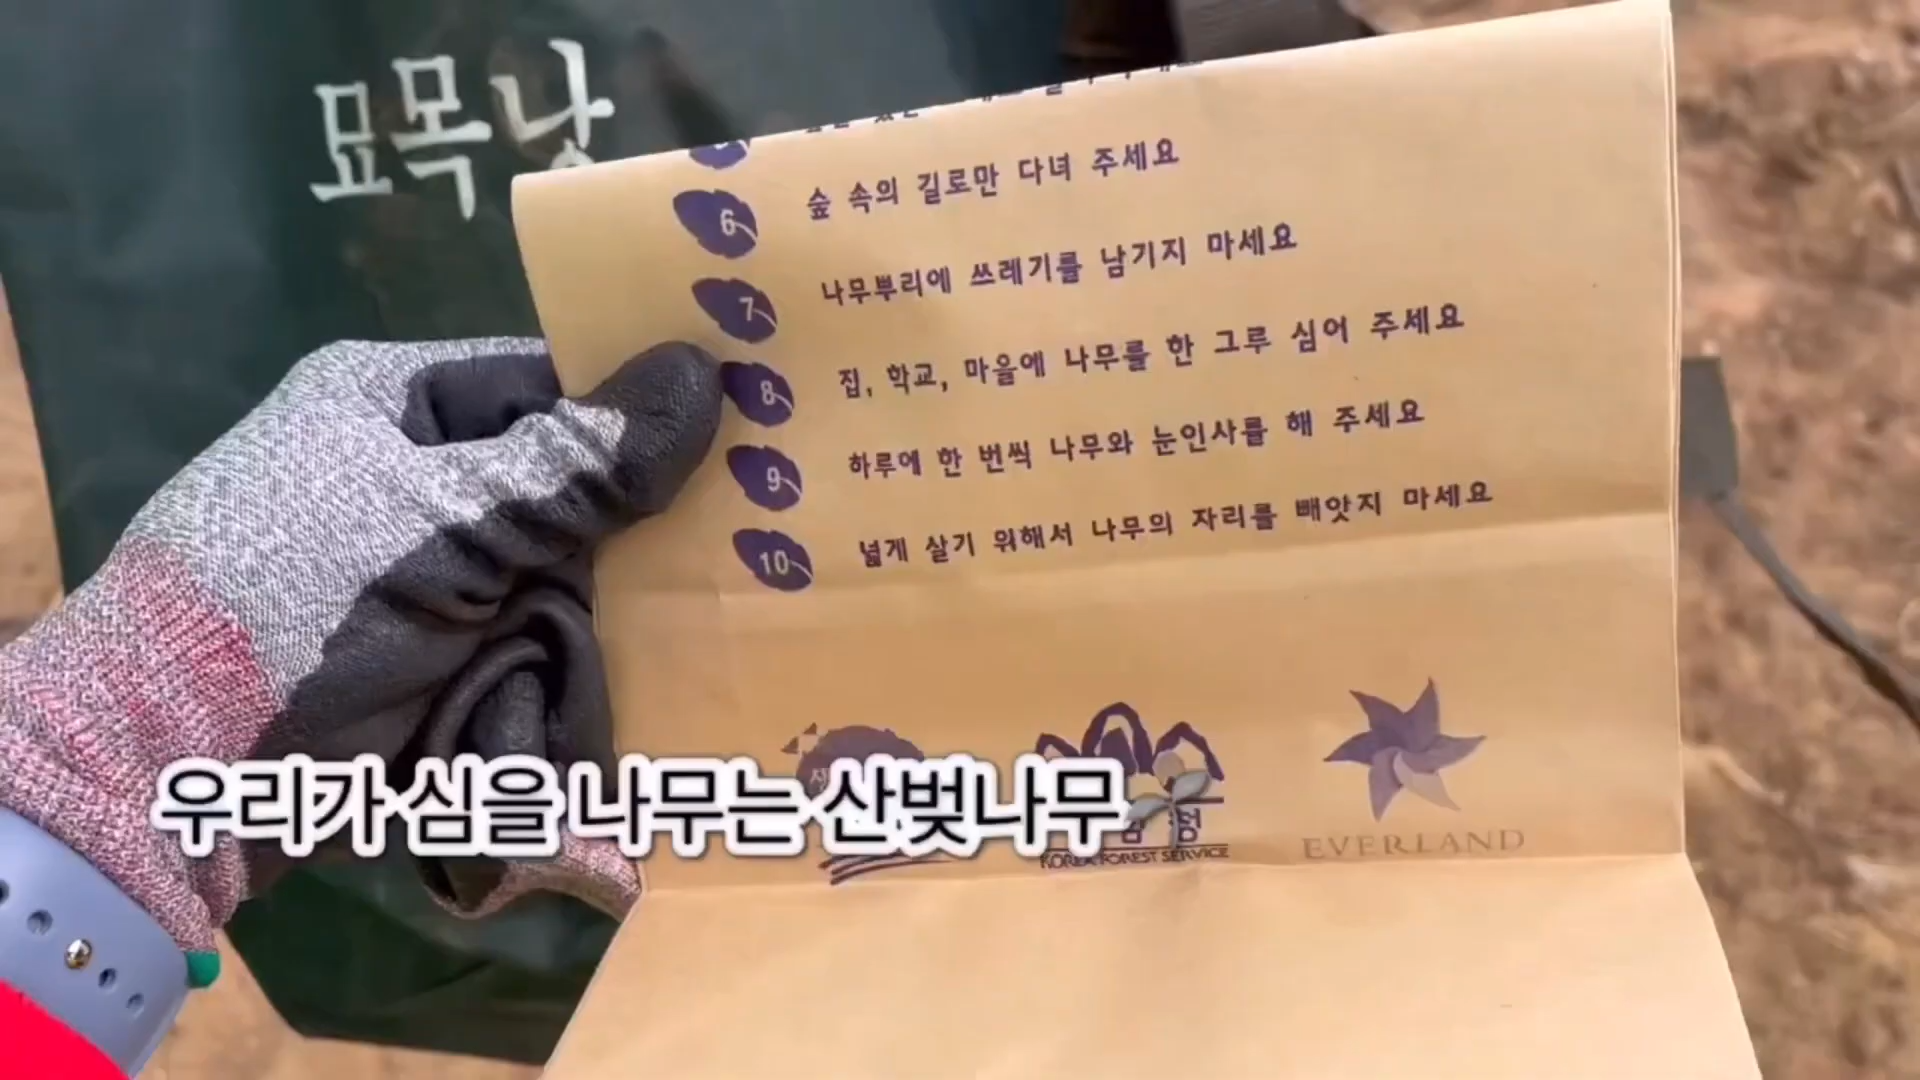 묘목낭
6 숲 속의 길로만 다녀 주세요
7 나무뿌리에 쓰레기를 남기지 마세요
8 집, 학교, 마을에 나무를 한 그루 심어 주세요
9 하루에 한 번씩 나무와 눈인사를 해 주세요
10 넓게 살기 위해서 나무의 자리를 빼앗지 마세요
우리가 심을 나무는 산벚나무
KOREA FOREST SERVICE
EVERLAND